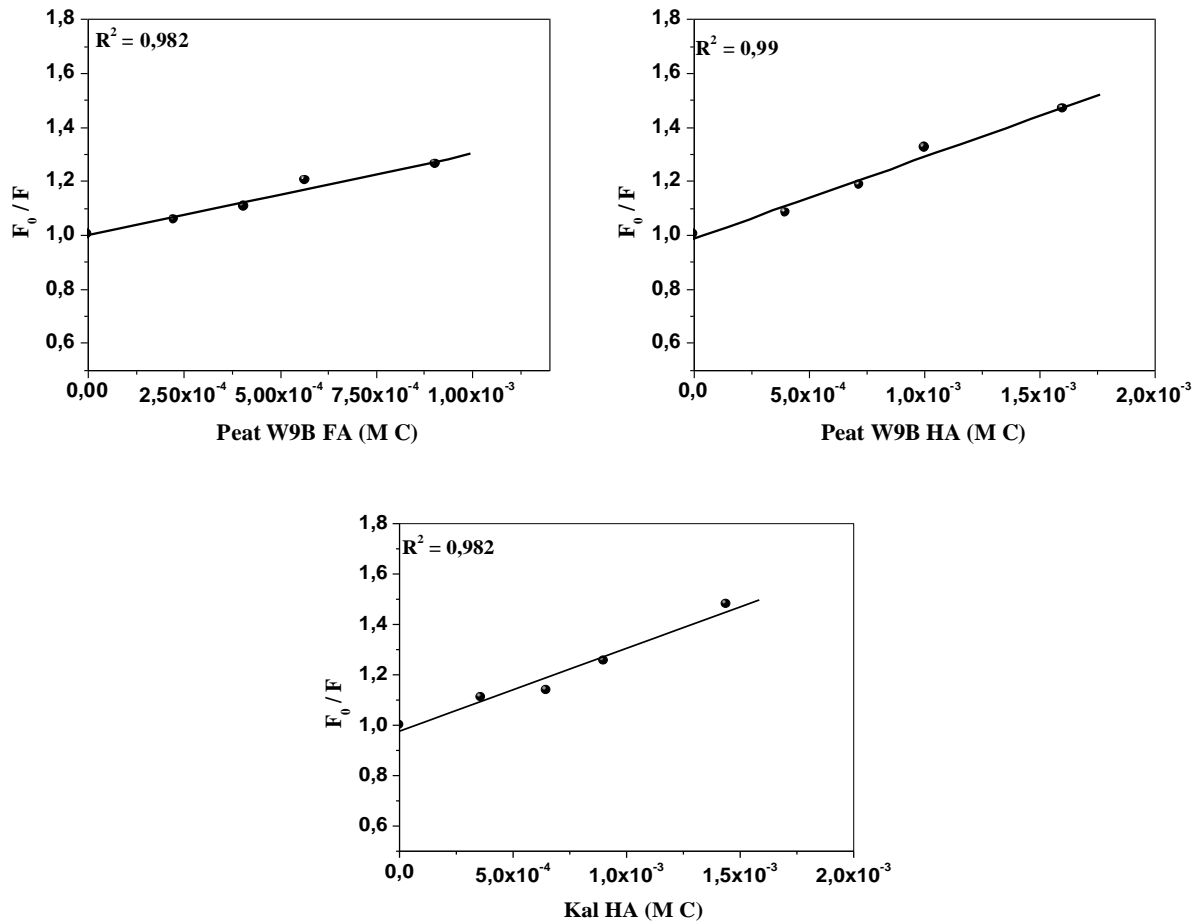 1,8
R² = 0,982
1,6
1,4
1,2
1,0
0,8
0,6
F₀ / F
0,00 2,50x10⁻⁴ 5,00x10⁻⁴ 7,50x10⁻⁴ 1,00x10⁻³
Peat W9B FA (M C)
1,8
R² = 0,99
1,6
1,4
1,2
1,0
0,8
0,6
F₀ / F
0,0 5,0x10⁻⁴ 1,0x10⁻³ 1,5x10⁻³ 2,0x10⁻³
Peat W9B HA (M C)
1,8
R² = 0,982
1,6
1,4
1,2
1,0
0,8
0,6
F₀ / F
0,0 5,0x10⁻⁴ 1,0x10⁻³ 1,5x10⁻³ 2,0x10⁻³
Kal HA (M C)